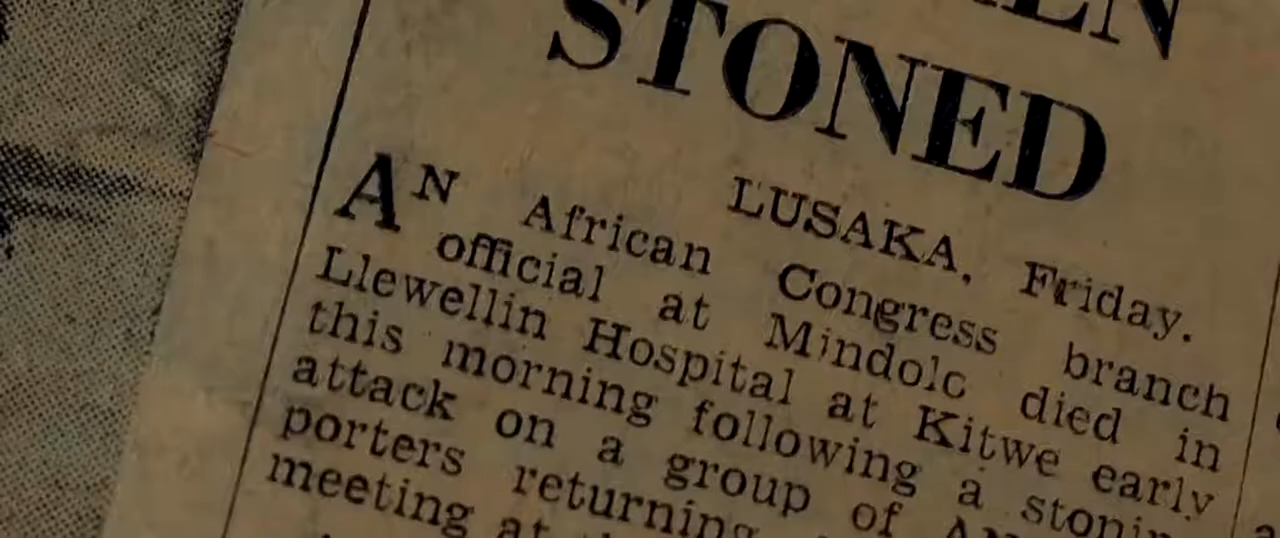 STONED
LUSAKA, Friday.
AN African Congress branch
official at Mindolo died in
Llewellin Hospital at Kitwe early
this morning following a
attack on a group of
porters returning
meeting at